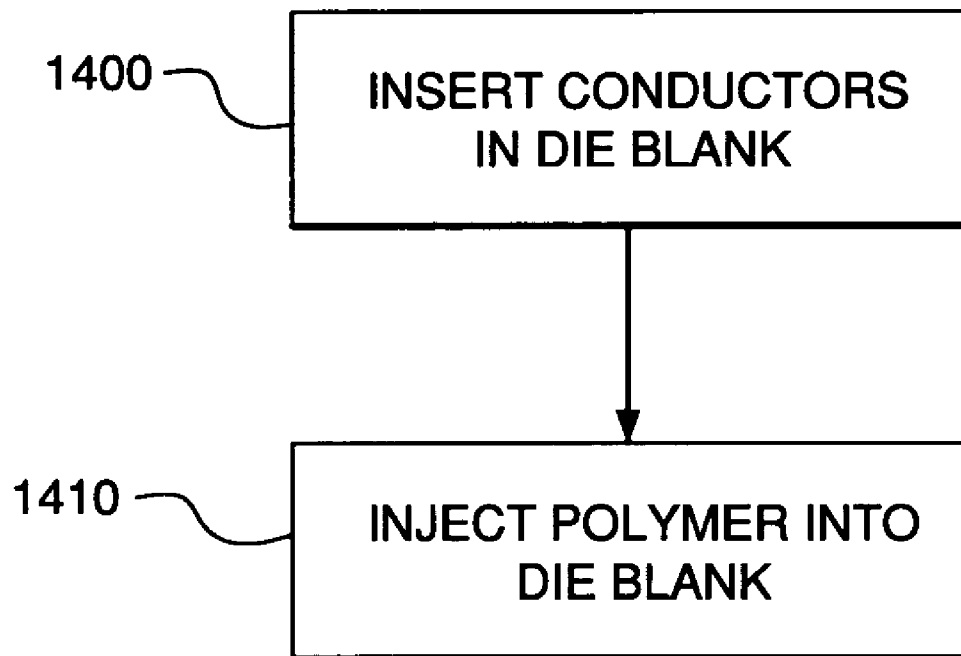 1400
INSERT CONDUCTORS
IN DIE BLANK
1410
INJECT POLYMER INTO
DIE BLANK